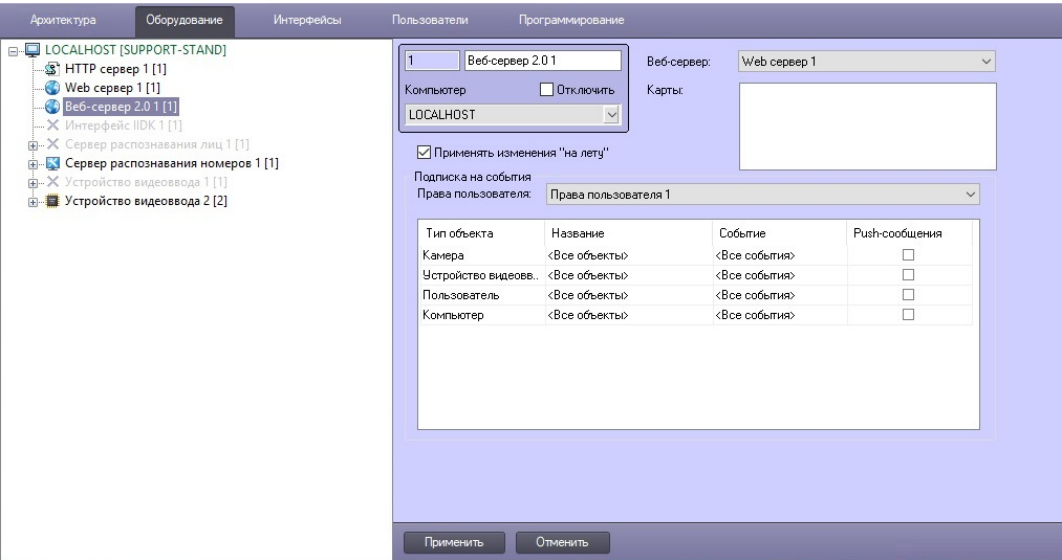 Архитектура Оборудование Интерфейсы Пользователи Программирование
LOCALHOST [SUPPORT-STAND]
HTTP сервер 1 [1]
Web сервер 1 [1]
Веб-сервер 2.0 1 [1]
Интерфейс IIDK 1 [1]
Сервер распознавания лиц 1 [1]
Сервер распознавания номеров 1 [1]
Устройство видеоввода 1 [1]
Устройство видеоввода 2 [2]
1 Веб-сервер 2.0 1
Компьютер Отключить
LOCALHOST
Веб-сервер: Web сервер 1
Карты:
Применять изменения "на лету"
Подписка на события
Права пользователя: Права пользователя 1
Тип объекта Название Событие Push-сообщения
Камера <Все объекты> <Все события>
Устройство видеовв.. <Все объекты> <Все события>
Пользователь <Все объекты> <Все события>
Компьютер <Все объекты> <Все события>
Применить Отменить